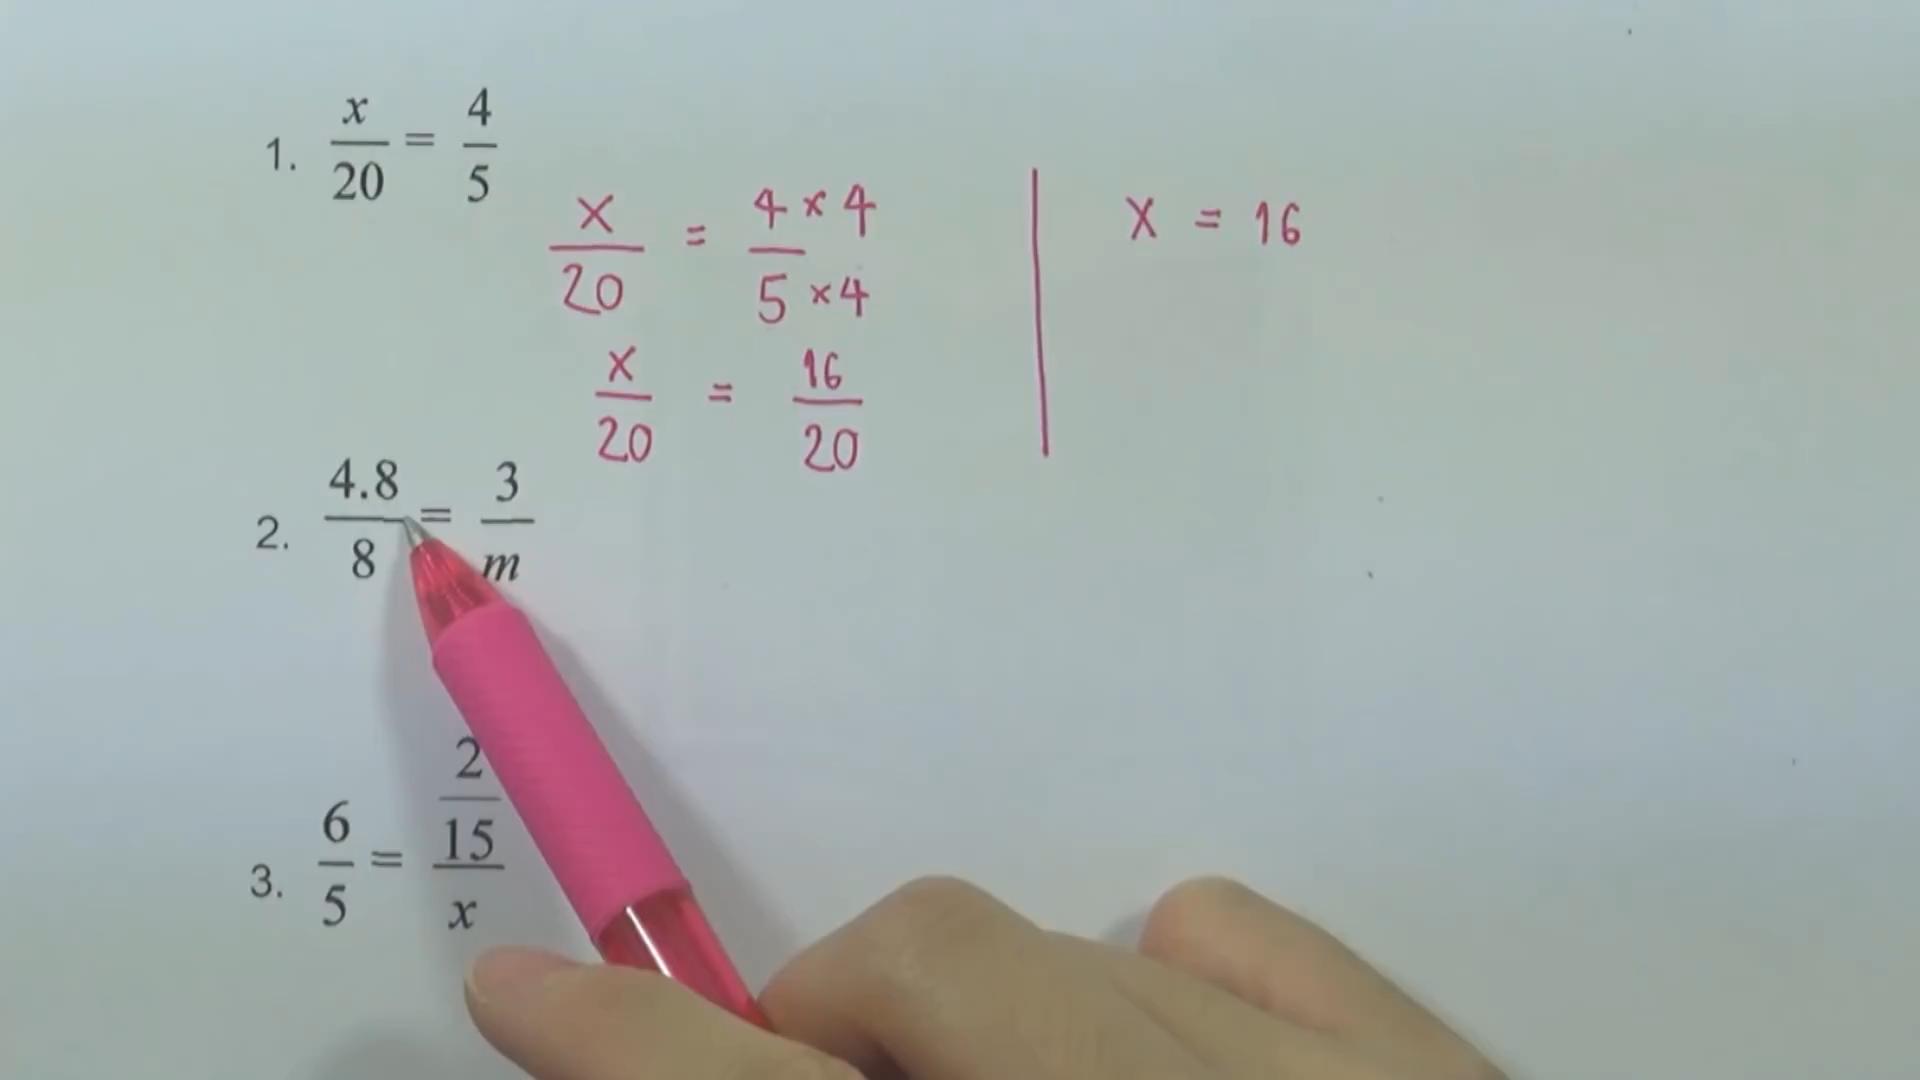 1. x/20 = 4/5
x/20 = 4 × 4/5 × 4 | x = 16
x/20 = 16/20
2. 4.8/8 = 3/m
3. 6/5 = 2/15/x